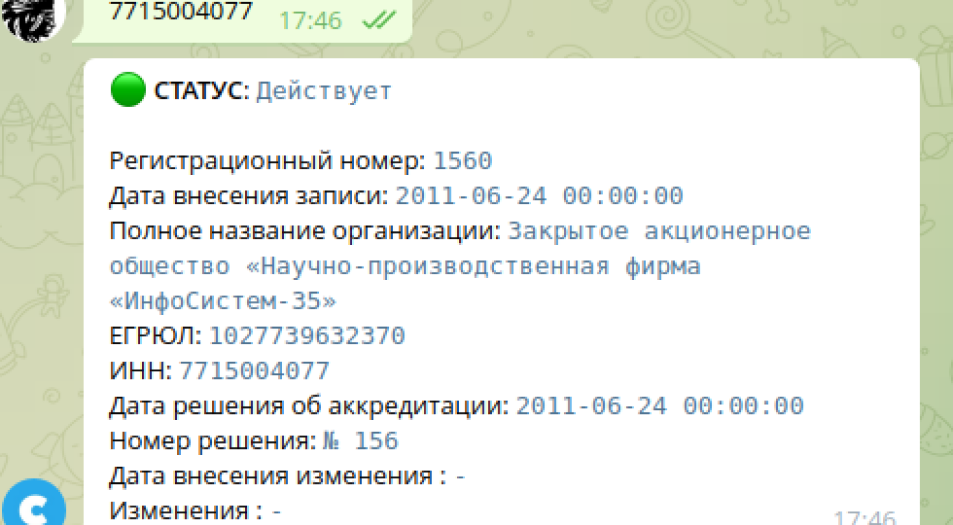 7715004077 17:46
СТАТУС: Действует
Регистрационный номер: 1560
Дата внесения записи: 2011-06-24 00:00:00
Полное название организации: Закрытое акционерное
общество «Научно-производственная фирма
«ИнфоСистем-35»
ЕГРЮЛ: 1027739632370
ИНН: 7715004077
Дата решения об аккредитации: 2011-06-24 00:00:00
Номер решения: № 156
Дата внесения изменения : -
Изменения : -
17:46